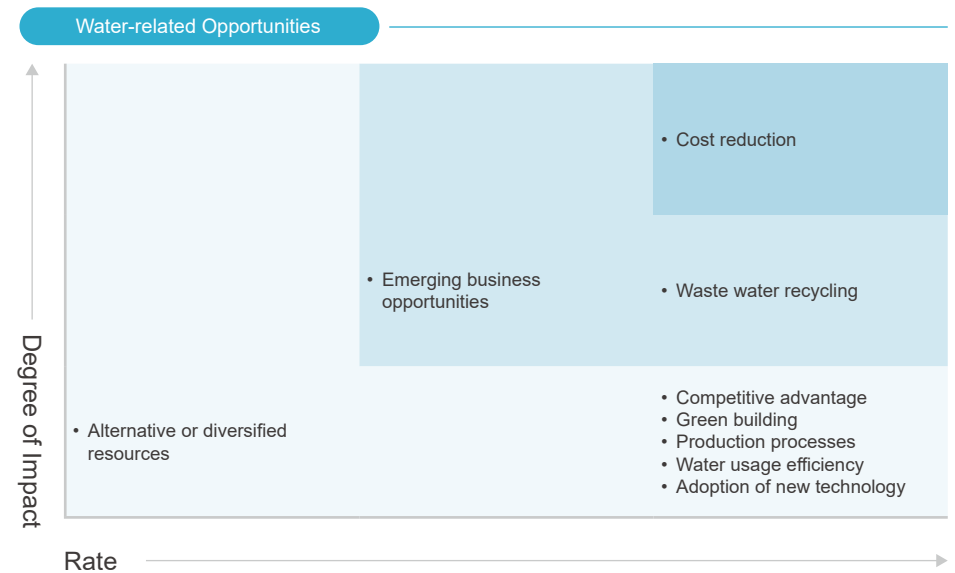 Water-related Opportunities
Degree of Impact
• Cost reduction
• Emerging business
opportunities
• Waste water recycling
• Alternative or diversified
resources
• Competitive advantage
• Green building
• Production processes
• Water usage efficiency
• Adoption of new technology
Rate